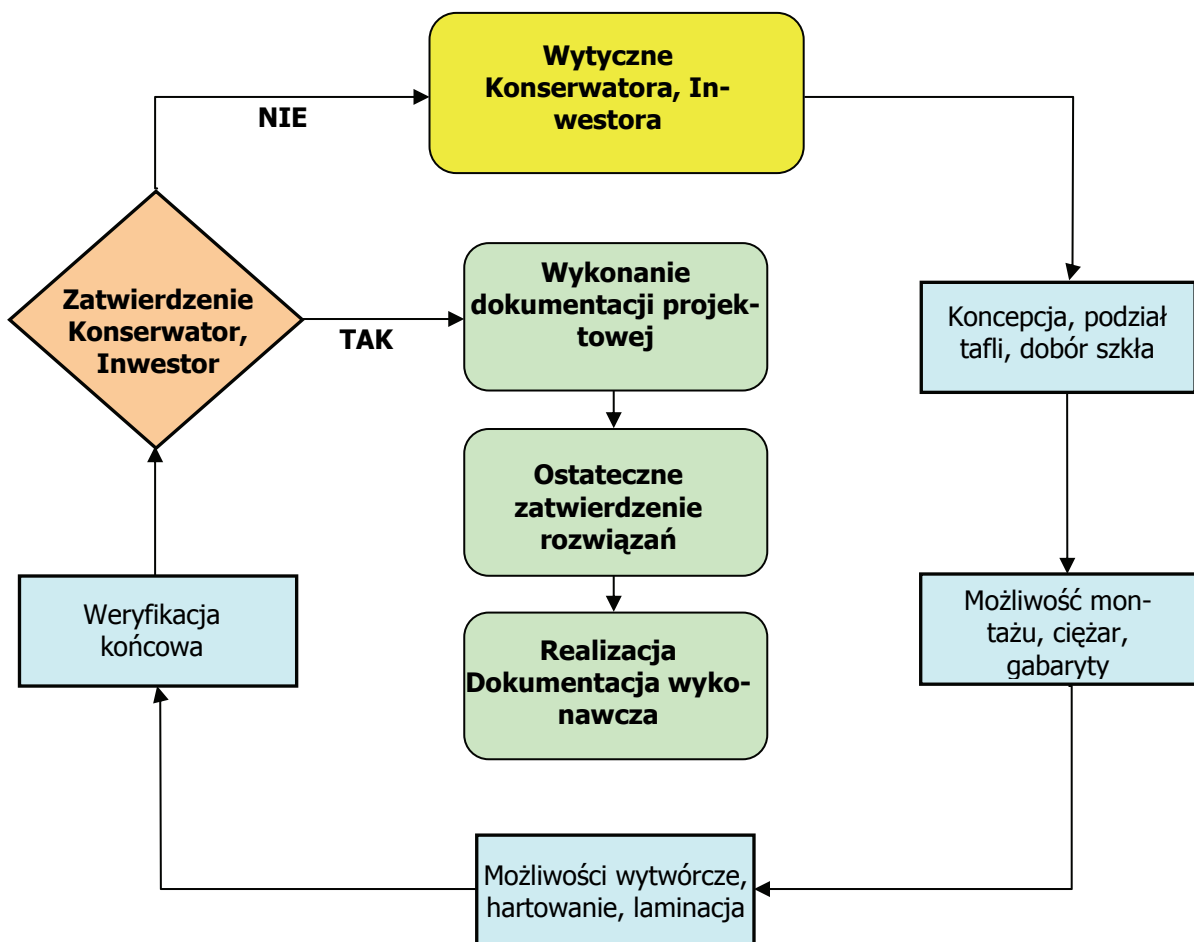 Wytyczne
Konserwatora, In-
westora
NIE
Zatwierdzenie
Konserwator,
Inwestor
TAK
Wykonanie
dokumentacji projek-
towej
Koncepcja, podział
tafli, dobór szkła
Ostateczne
zatwierdzenie
rozwiązań
Weryfikacja
końcowa
Realizacja
Dokumentacja wyko-
nawcza
Możliwość mon-
tażu, ciężar,
gabaryty
Możliwości wytwórcze,
hartowanie, laminacja